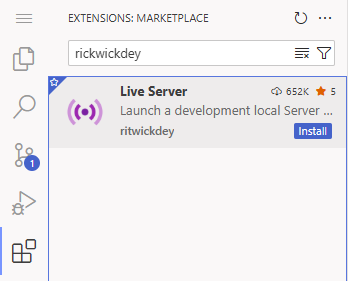 EXTENSIONS: MARKETPLACE
rickwickdey
Live Server 652K 5
Launch a development local Server ...
ritwickdey Install
1